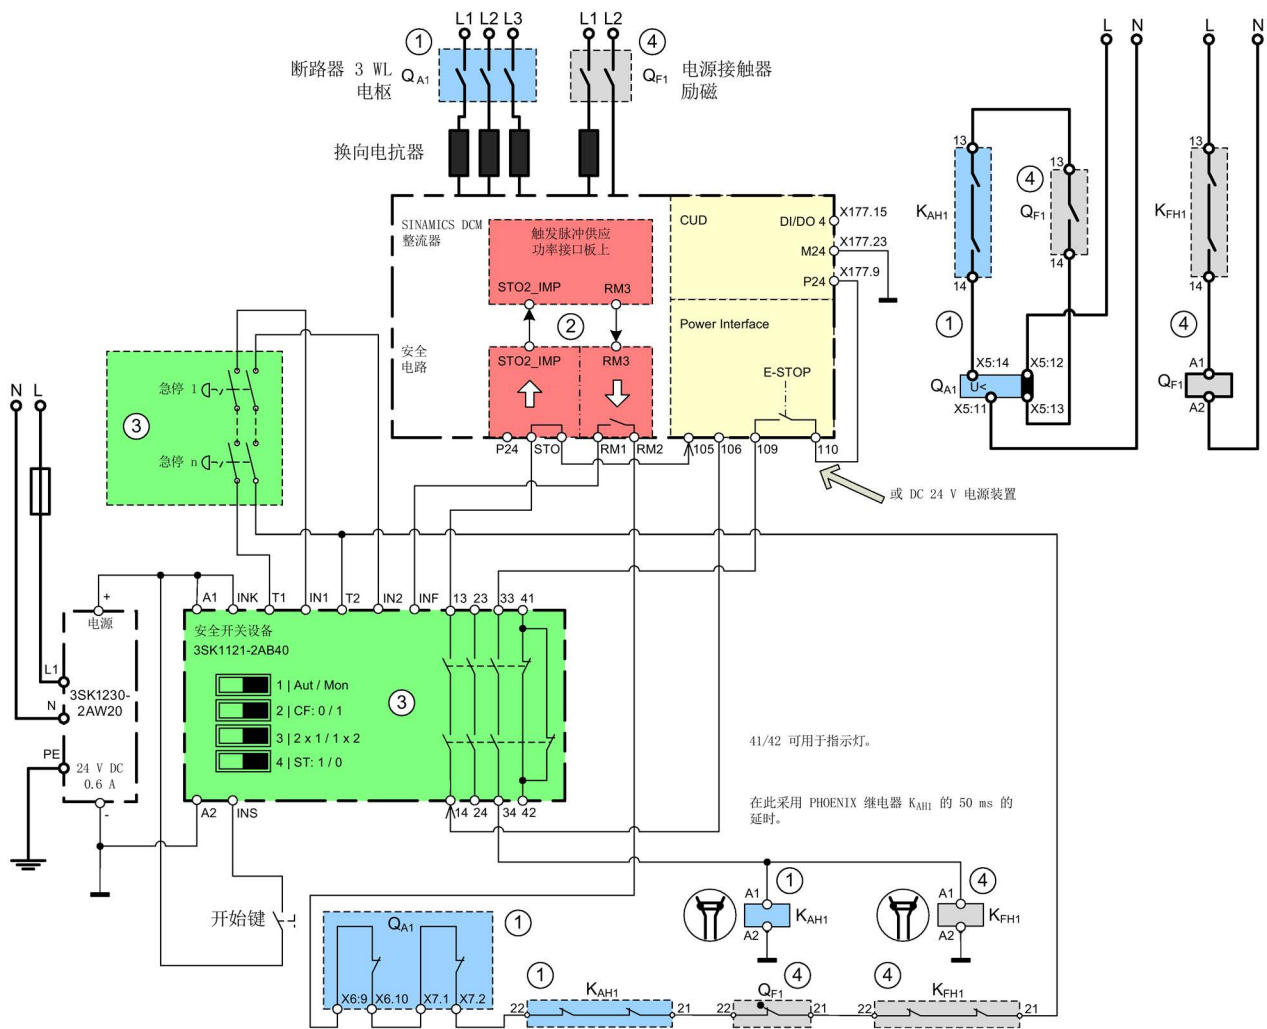 L1 L2 L3
L1 L2
L
N
L
N
1
4
断路器 3 WL
电枢
QA1
QF1
电源接触器
励磁
换向电抗器
13
13
13
4
KAH1
QF1
KFH1
14
14
14
SINAMICS DCM
整流器
触发脉冲供应
功率接口板上
STO2_IMP
RM3
CUD
DI/DO 4
X177.15
M24
X177.23
P24
X177.9
2
安全
电路
STO2_IMP
RM3
Power Interface
E-STOP
1
4
X5:14
X5:12
QA1
U<
X5:11
X5:13
A1
QF1
A2
P24
STO
RM1
RM2
105
106
109
110
或 DC 24 V 电源装置
N
L
急停 1
3
急停 n
+
电源
L1
3SK1230-
2AW20
N
PE
24 V DC
0.6 A
-
A1
INK
T1
IN1
T2
IN2
INF
13
23
33
41
安全开关设备
3SK1121-2AB40
1 | Aut / Mon
2 | CF: 0 / 1
3 | 2 x 1 / 1 x 2
4 | ST: 1 / 0
3
A2
INS
14
24
34
42
41/42 可用于指示灯。
在此采用 PHOENIX 继电器 KAH1 的 50 ms 的
延时。
开始键
A1
1
KAH1
A2
A1
4
KFH1
A2
QA1
1
X6:9
X6.10
X7.1
X7.2
1
KAH1
22
21
QF1
4
22
21
4
KFH1
22
21